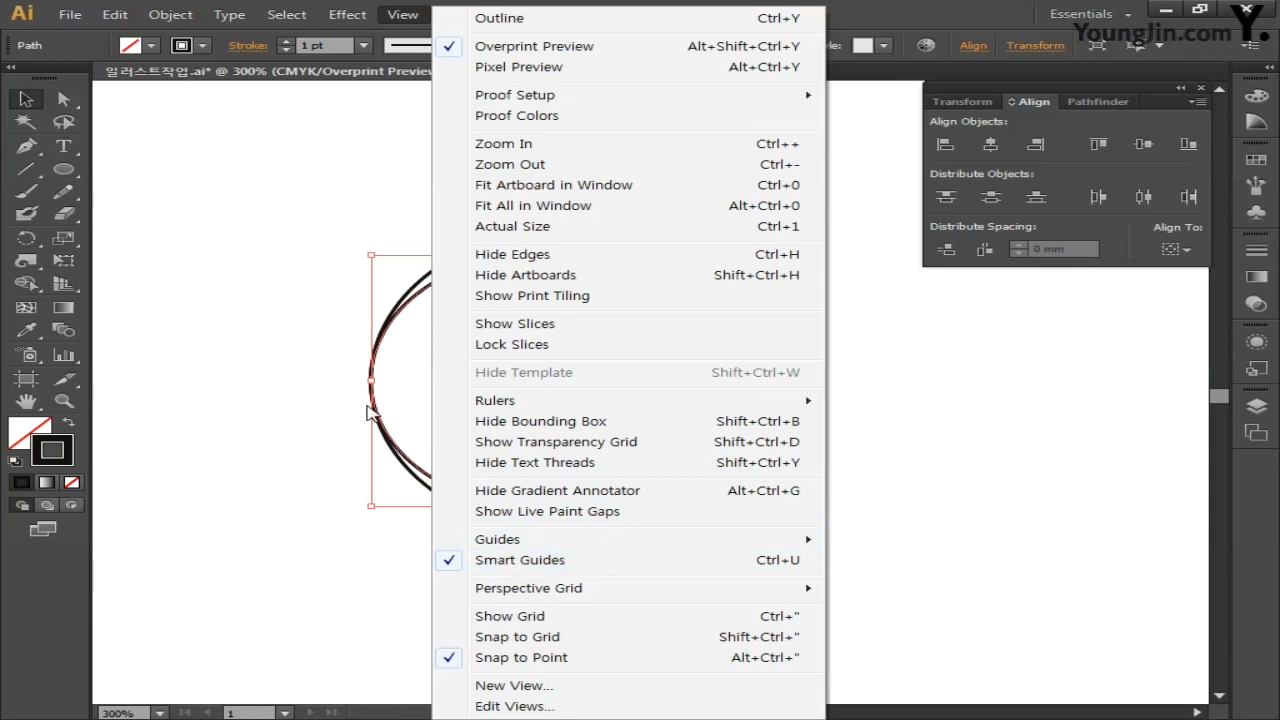 Ai File Edit Object Type Select Effect View Essentials
YoungJin.com Y.
Path Stroke: 1 pt Align Transform
일러스트작업.ai* @ 300% (CMYK/Overprint Preview
Outline Ctrl+Y
Overprint Preview Alt+Shift+Ctrl+Y
Pixel Preview Alt+Ctrl+Y
Proof Setup
Proof Colors
Zoom In Ctrl++
Zoom Out Ctrl+-
Fit Artboard in Window Ctrl+0
Fit All in Window Alt+Ctrl+0
Actual Size Ctrl+1
Hide Edges Ctrl+H
Hide Artboards Shift+Ctrl+H
Show Print Tiling
Show Slices
Lock Slices
Hide Template Shift+Ctrl+W
Rulers
Hide Bounding Box Shift+Ctrl+B
Show Transparency Grid Shift+Ctrl+D
Hide Text Threads Shift+Ctrl+Y
Hide Gradient Annotator Alt+Ctrl+G
Show Live Paint Gaps
Guides
Smart Guides Ctrl+U
Perspective Grid
Show Grid Ctrl+"
Snap to Grid Shift+Ctrl+"
Snap to Point Alt+Ctrl+"
New View...
Edit Views...
Transform Align Pathfinder
Align Objects:
Distribute Objects:
Distribute Spacing: Align To:
0 mm
300% 1